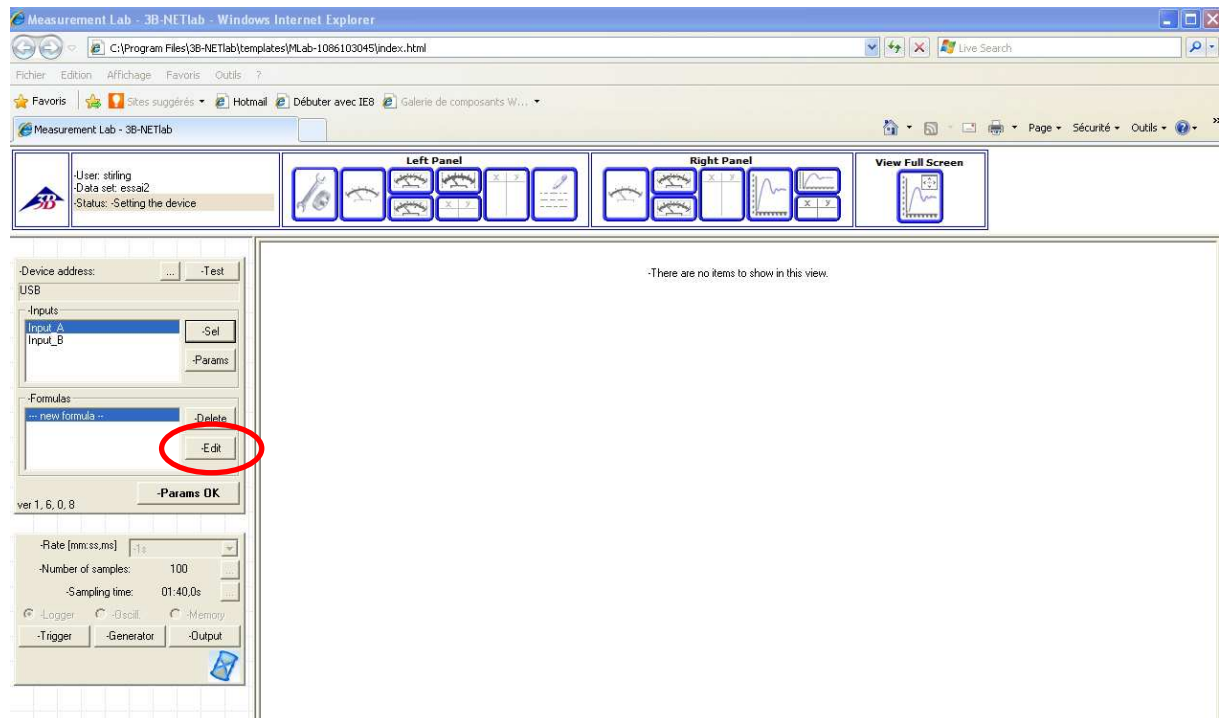 Measurement Lab - 3B-NETlab - Windows Internet Explorer
C:\Program Files\3B-NETlab\templates\MLab-1086103045\index.html
Live Search
Fichier Edition Affichage Favoris Outils ?
Favoris Sites suggérés Hotmail Débuter avec IE8 Galerie de composants W...
Measurement Lab - 3B-NETlab
Page Sécurité Outils »
3B
-User: stirling
-Data set: essai2
-Status: -Setting the device
Left Panel
x y
x y
Right Panel
x y
x y
View Full Screen
-Device address: ... -Test
USB
-Inputs
Input_A
Input_B
-Sel
-Params
-Formulas
--- new formula --
-Delete
-Edit
ver 1, 6, 0, 8
-Params OK
-Rate [mm:ss,ms] -1s
-Number of samples: 100 ...
-Sampling time: 01:40,0s ...
-Logger -Oscill. -Memory
-Trigger -Generator -Output
-There are no items to show in this view.